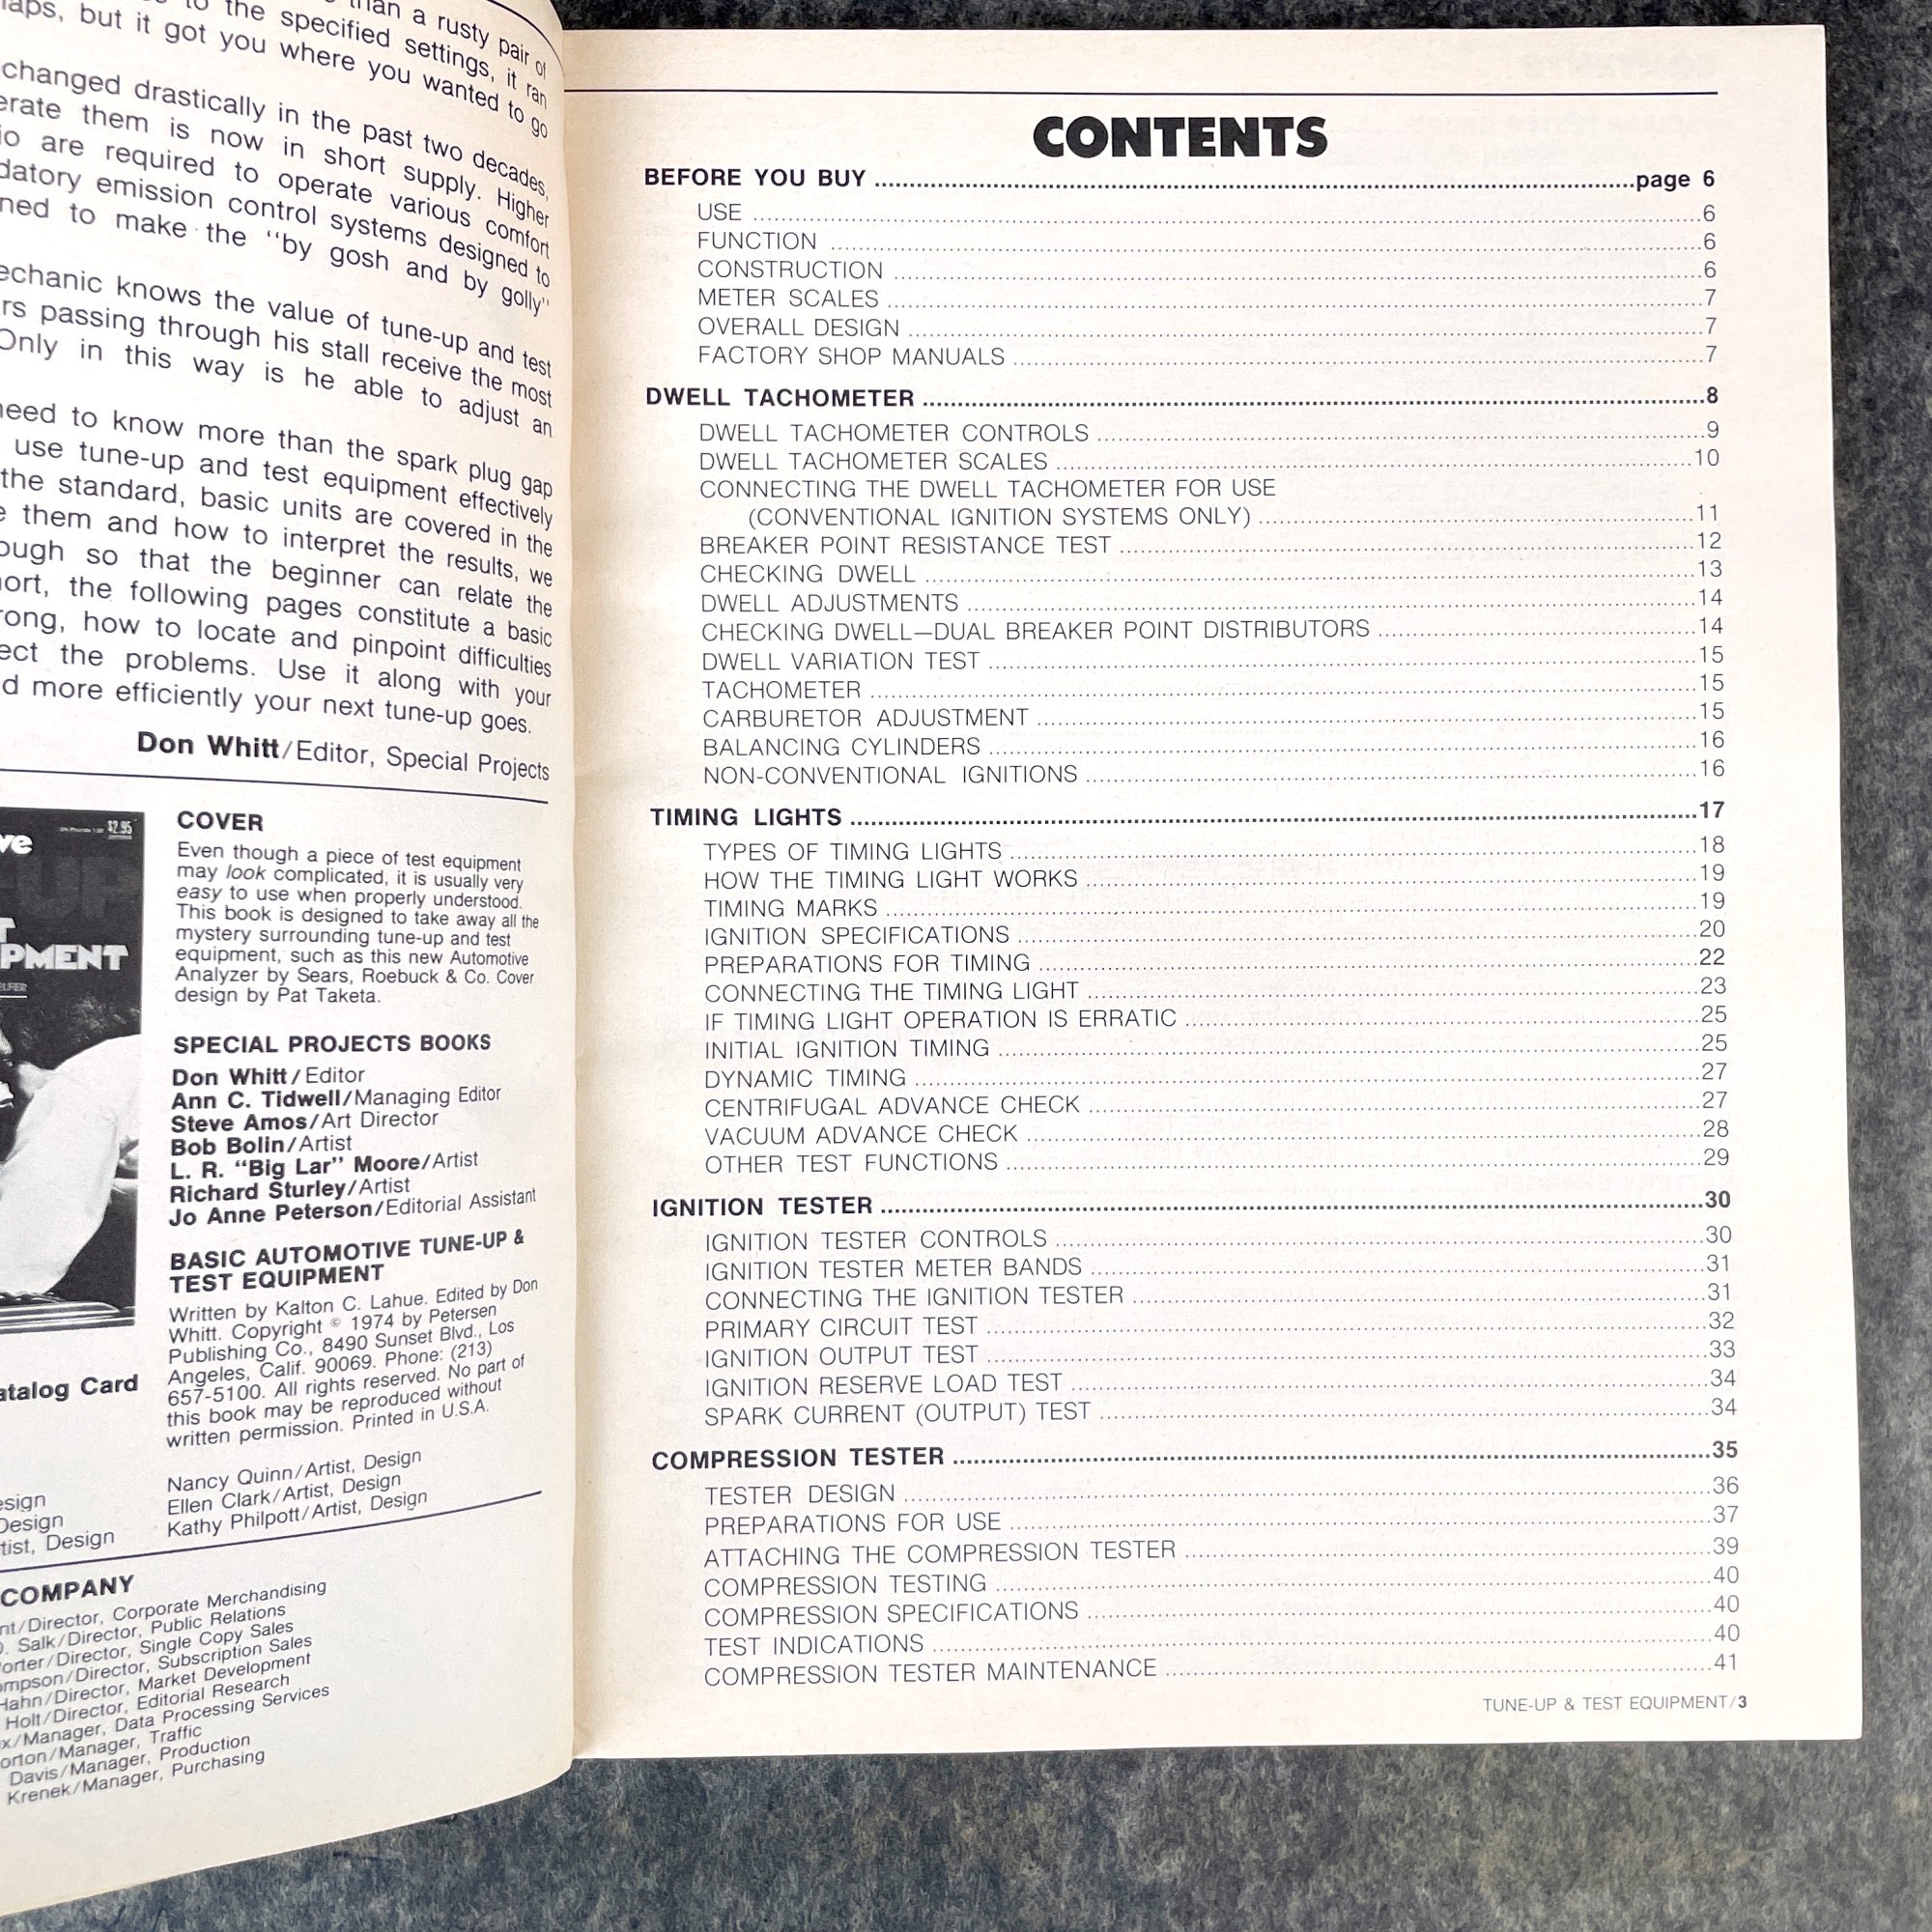 than a rusty pair of
to the specified settings, it ran
but it got you where you wanted to go
changed drastically in the past two decades,
them is now in short supply. Higher
are required to operate various comfort
emission control systems designed to
to make the "by gosh and by golly"
knows the value of tune-up and test
passing through his stall receive the most
Only in this way is he able to adjust an
need to know more than the spark plug gap
use tune-up and test equipment effectively
the standard, basic units are covered in the
them and how to interpret the results, we
so that the beginner can relate the
the following pages constitute a basic
how to locate and pinpoint difficulties
the problems. Use it along with your
more efficiently your next tune-up goes.
Don Whitt/Editor, Special Projects
$2.95
COVER
Even though a piece of test equipment
may look complicated, it is usually very
easy to use when properly understood.
This book is designed to take away all the
mystery surrounding tune-up and test
equipment, such as this new Automotive
Analyzer by Sears, Roebuck & Co. Cover
design by Pat Taketa.
SPECIAL PROJECTS BOOKS
Don Whitt/Editor
Ann C. Tidwell/Managing Editor
Steve Amos/Art Director
Bob Bolin/Artist
L. R. "Big Lar" Moore/Artist
Richard Sturley/Artist
Jo Anne Peterson/Editorial Assistant
BASIC AUTOMOTIVE TUNE-UP &
TEST EQUIPMENT
Written by Kalton C. Lahue. Edited by Don
Whitt. Copyright © 1974 by Petersen
Publishing Co., 8490 Sunset Blvd., Los
Angeles, Calif. 90069. Phone: (213)
657-5100. All rights reserved. No part of
this book may be reproduced without
written permission. Printed in U.S.A.
Card
Nancy Quinn/Artist, Design
Ellen Clark/Artist, Design
Kathy Philpott/Artist, Design
Design
Design
COMPANY
Director, Corporate Merchandising
Salk/Director, Public Relations
Director, Single Copy Sales
Director, Subscription Sales
Hahn/Director, Market Development
Holt/Director, Editorial Research
Manager, Data Processing Services
Manager, Traffic
Davis/Manager, Production
Krenek/Manager, Purchasing
CONTENTS
BEFORE YOU BUY page 6
USE 6
FUNCTION 6
CONSTRUCTION 6
METER SCALES 7
OVERALL DESIGN 7
FACTORY SHOP MANUALS 7
DWELL TACHOMETER 8
DWELL TACHOMETER CONTROLS 9
DWELL TACHOMETER SCALES 10
CONNECTING THE DWELL TACHOMETER FOR USE
(CONVENTIONAL IGNITION SYSTEMS ONLY) 11
BREAKER POINT RESISTANCE TEST 12
CHECKING DWELL 13
DWELL ADJUSTMENTS 14
CHECKING DWELL—DUAL BREAKER POINT DISTRIBUTORS 14
DWELL VARIATION TEST 15
TACHOMETER 15
CARBURETOR ADJUSTMENT 15
BALANCING CYLINDERS 16
NON-CONVENTIONAL IGNITIONS 16
TIMING LIGHTS 17
TYPES OF TIMING LIGHTS 18
HOW THE TIMING LIGHT WORKS 19
TIMING MARKS 19
IGNITION SPECIFICATIONS 20
PREPARATIONS FOR TIMING 22
CONNECTING THE TIMING LIGHT 23
IF TIMING LIGHT OPERATION IS ERRATIC 25
INITIAL IGNITION TIMING 25
DYNAMIC TIMING 27
CENTRIFUGAL ADVANCE CHECK 27
VACUUM ADVANCE CHECK 28
OTHER TEST FUNCTIONS 29
IGNITION TESTER 30
IGNITION TESTER CONTROLS 30
IGNITION TESTER METER BANDS 31
CONNECTING THE IGNITION TESTER 31
PRIMARY CIRCUIT TEST 32
IGNITION OUTPUT TEST 33
IGNITION RESERVE LOAD TEST 34
SPARK CURRENT (OUTPUT) TEST 34
COMPRESSION TESTER 35
TESTER DESIGN 36
PREPARATIONS FOR USE 37
ATTACHING THE COMPRESSION TESTER 39
COMPRESSION TESTING 40
COMPRESSION SPECIFICATIONS 40
TEST INDICATIONS 40
COMPRESSION TESTER MAINTENANCE 41
TUNE-UP & TEST EQUIPMENT/3